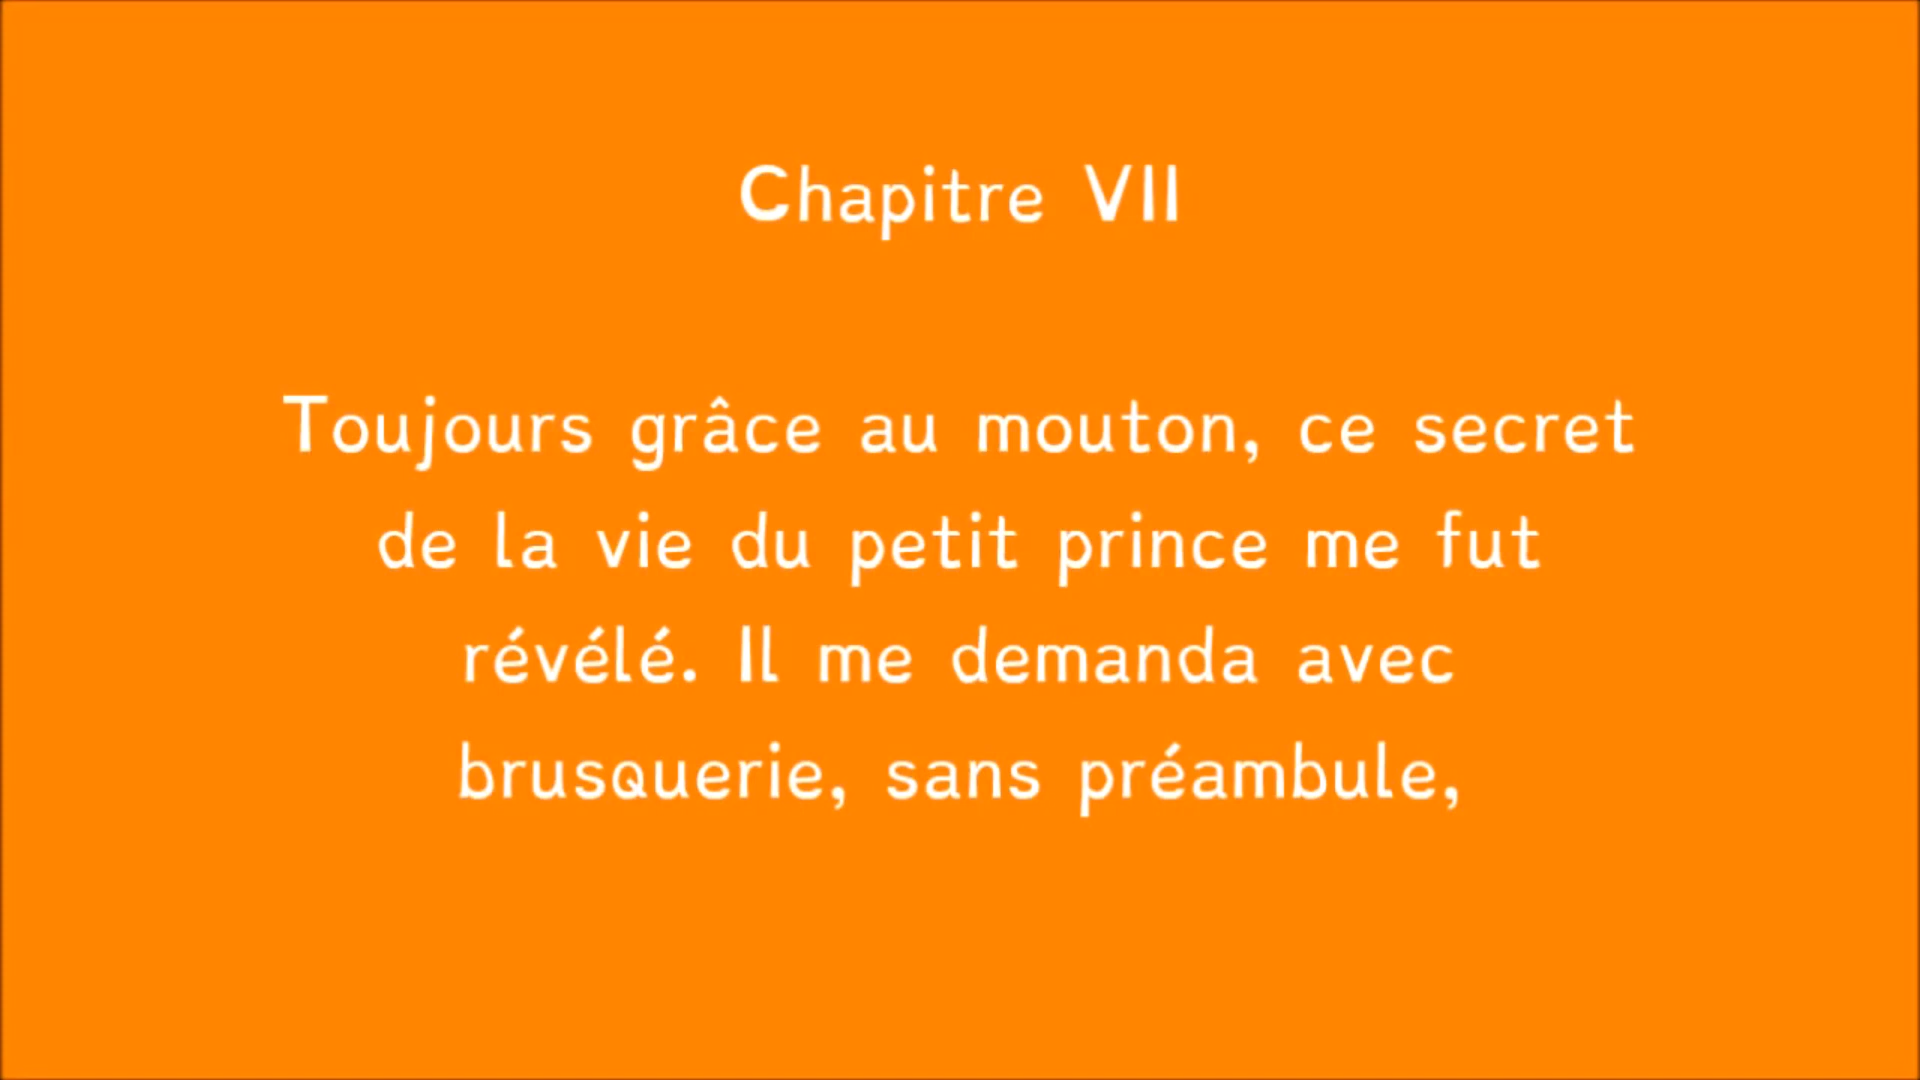 Chapitre VII
Toujours grâce au mouton, ce secret
de la vie du petit prince me fut
révélé. Il me demanda avec
brusquerie, sans préambule,